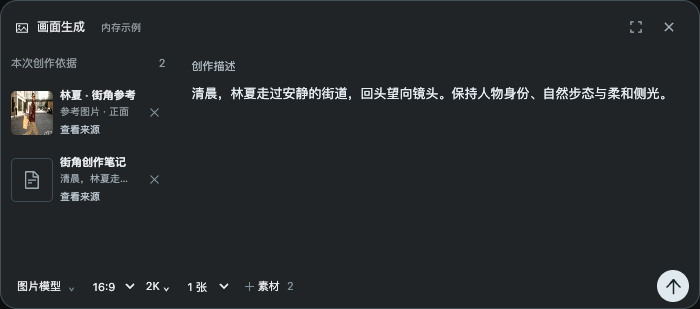 画面生成 内存示例
本次创作依据 2
林夏 · 街角参考
参考图片 · 正面
查看来源
街角创作笔记
清晨，林夏走...
查看来源
创作描述
清晨，林夏走过安静的街道，回头望向镜头。保持人物身份、自然步态与柔和侧光。
图片模型 16:9 2K 1 张 + 素材 2